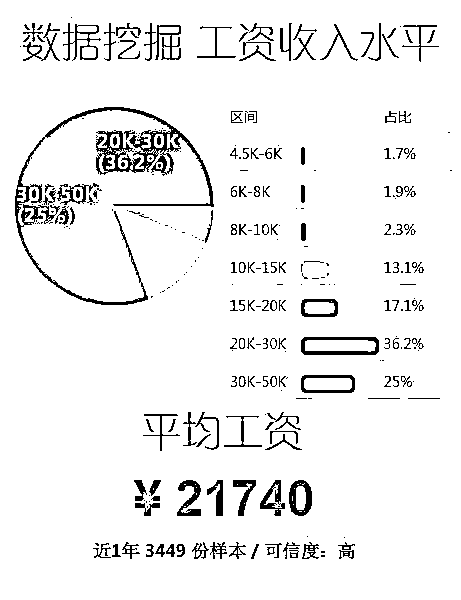 数据挖掘 工资收入水平
20K-30K
(36.2%)
30K-50K
(25%)
区间 占比
4.5K-6K 1.7%
6K-8K 1.9%
8K-10K 2.3%
10K-15K 13.1%
15K-20K 17.1%
20K-30K 36.2%
30K-50K 25%
平均工资
¥ 21740
近1年 3449 份样本 / 可信度：高